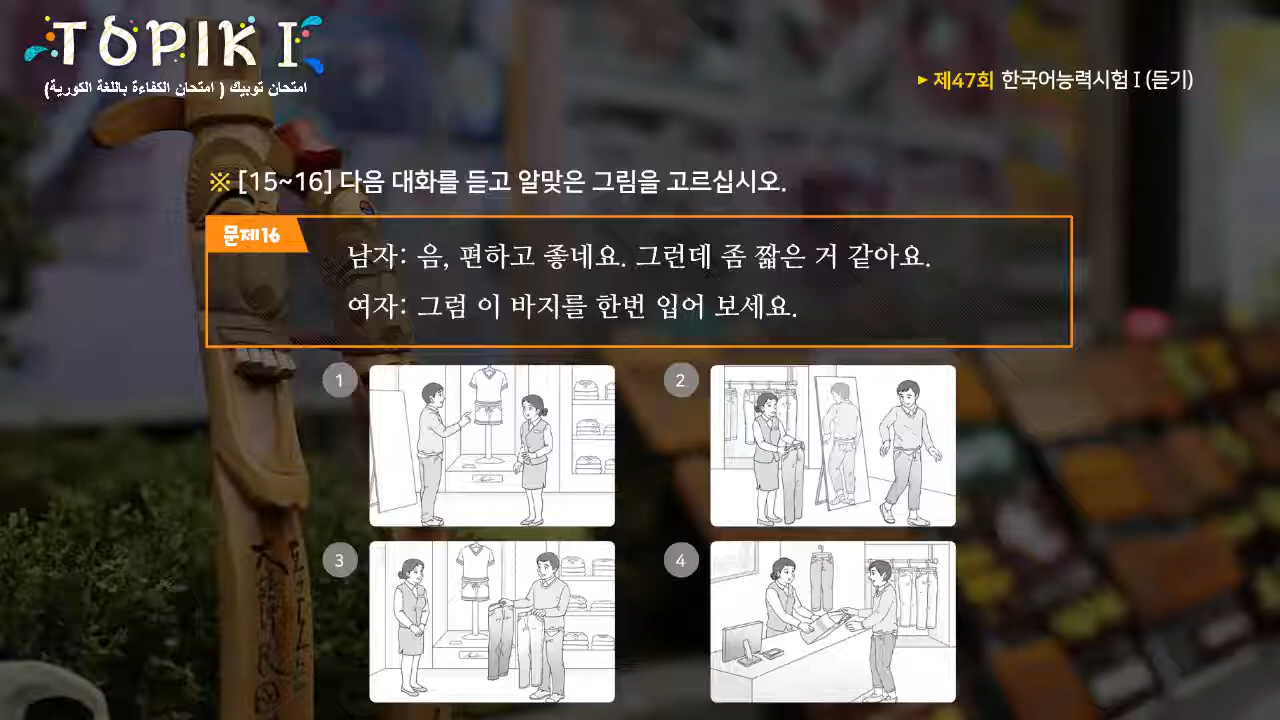 TOPIK I
امتحان توبيك ( امتحان الكفاءة باللغة الكورية)
▶ 제47회 한국어능력시험 I (듣기)
※ [15~16] 다음 대화를 듣고 알맞은 그림을 고르십시오.
문제16
남자: 음, 편하고 좋네요. 그런데 좀 짧은 거 같아요.
여자: 그럼 이 바지를 한번 입어 보세요.
1
2
3
4